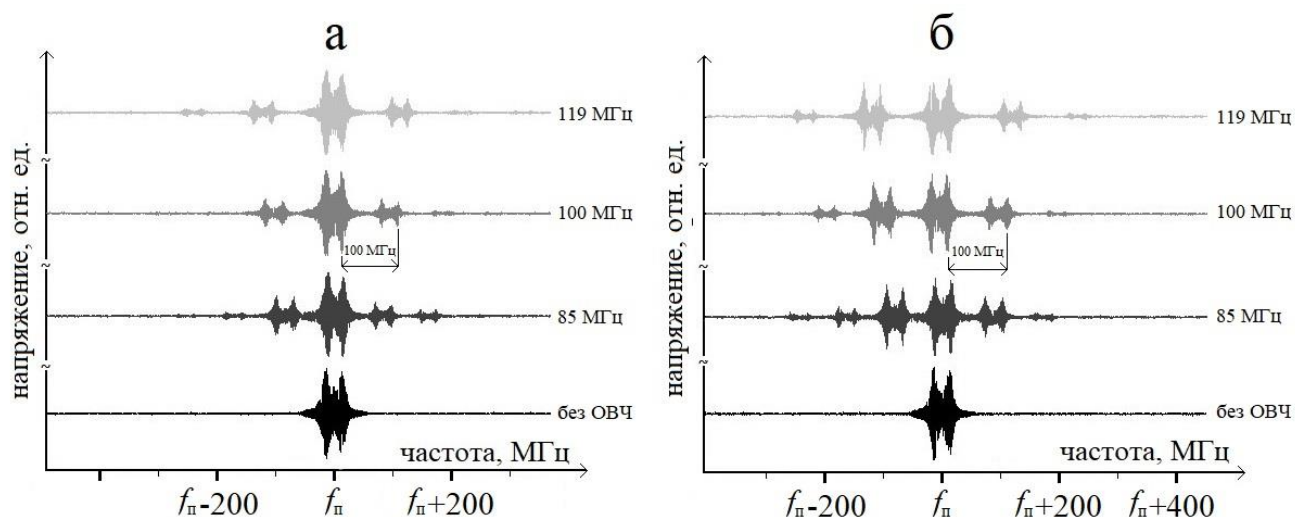 а
напряжение, отн. ед.
119 МГц
100 МГц
100 МГц
85 МГц
без ОВЧ
частота, МГц
fп-200
fп
fп+200
б
напряжение, отн. ед.
119 МГц
100 МГц
100 МГц
85 МГц
без ОВЧ
частота, МГц
fп-200
fп
fп+200
fп+400